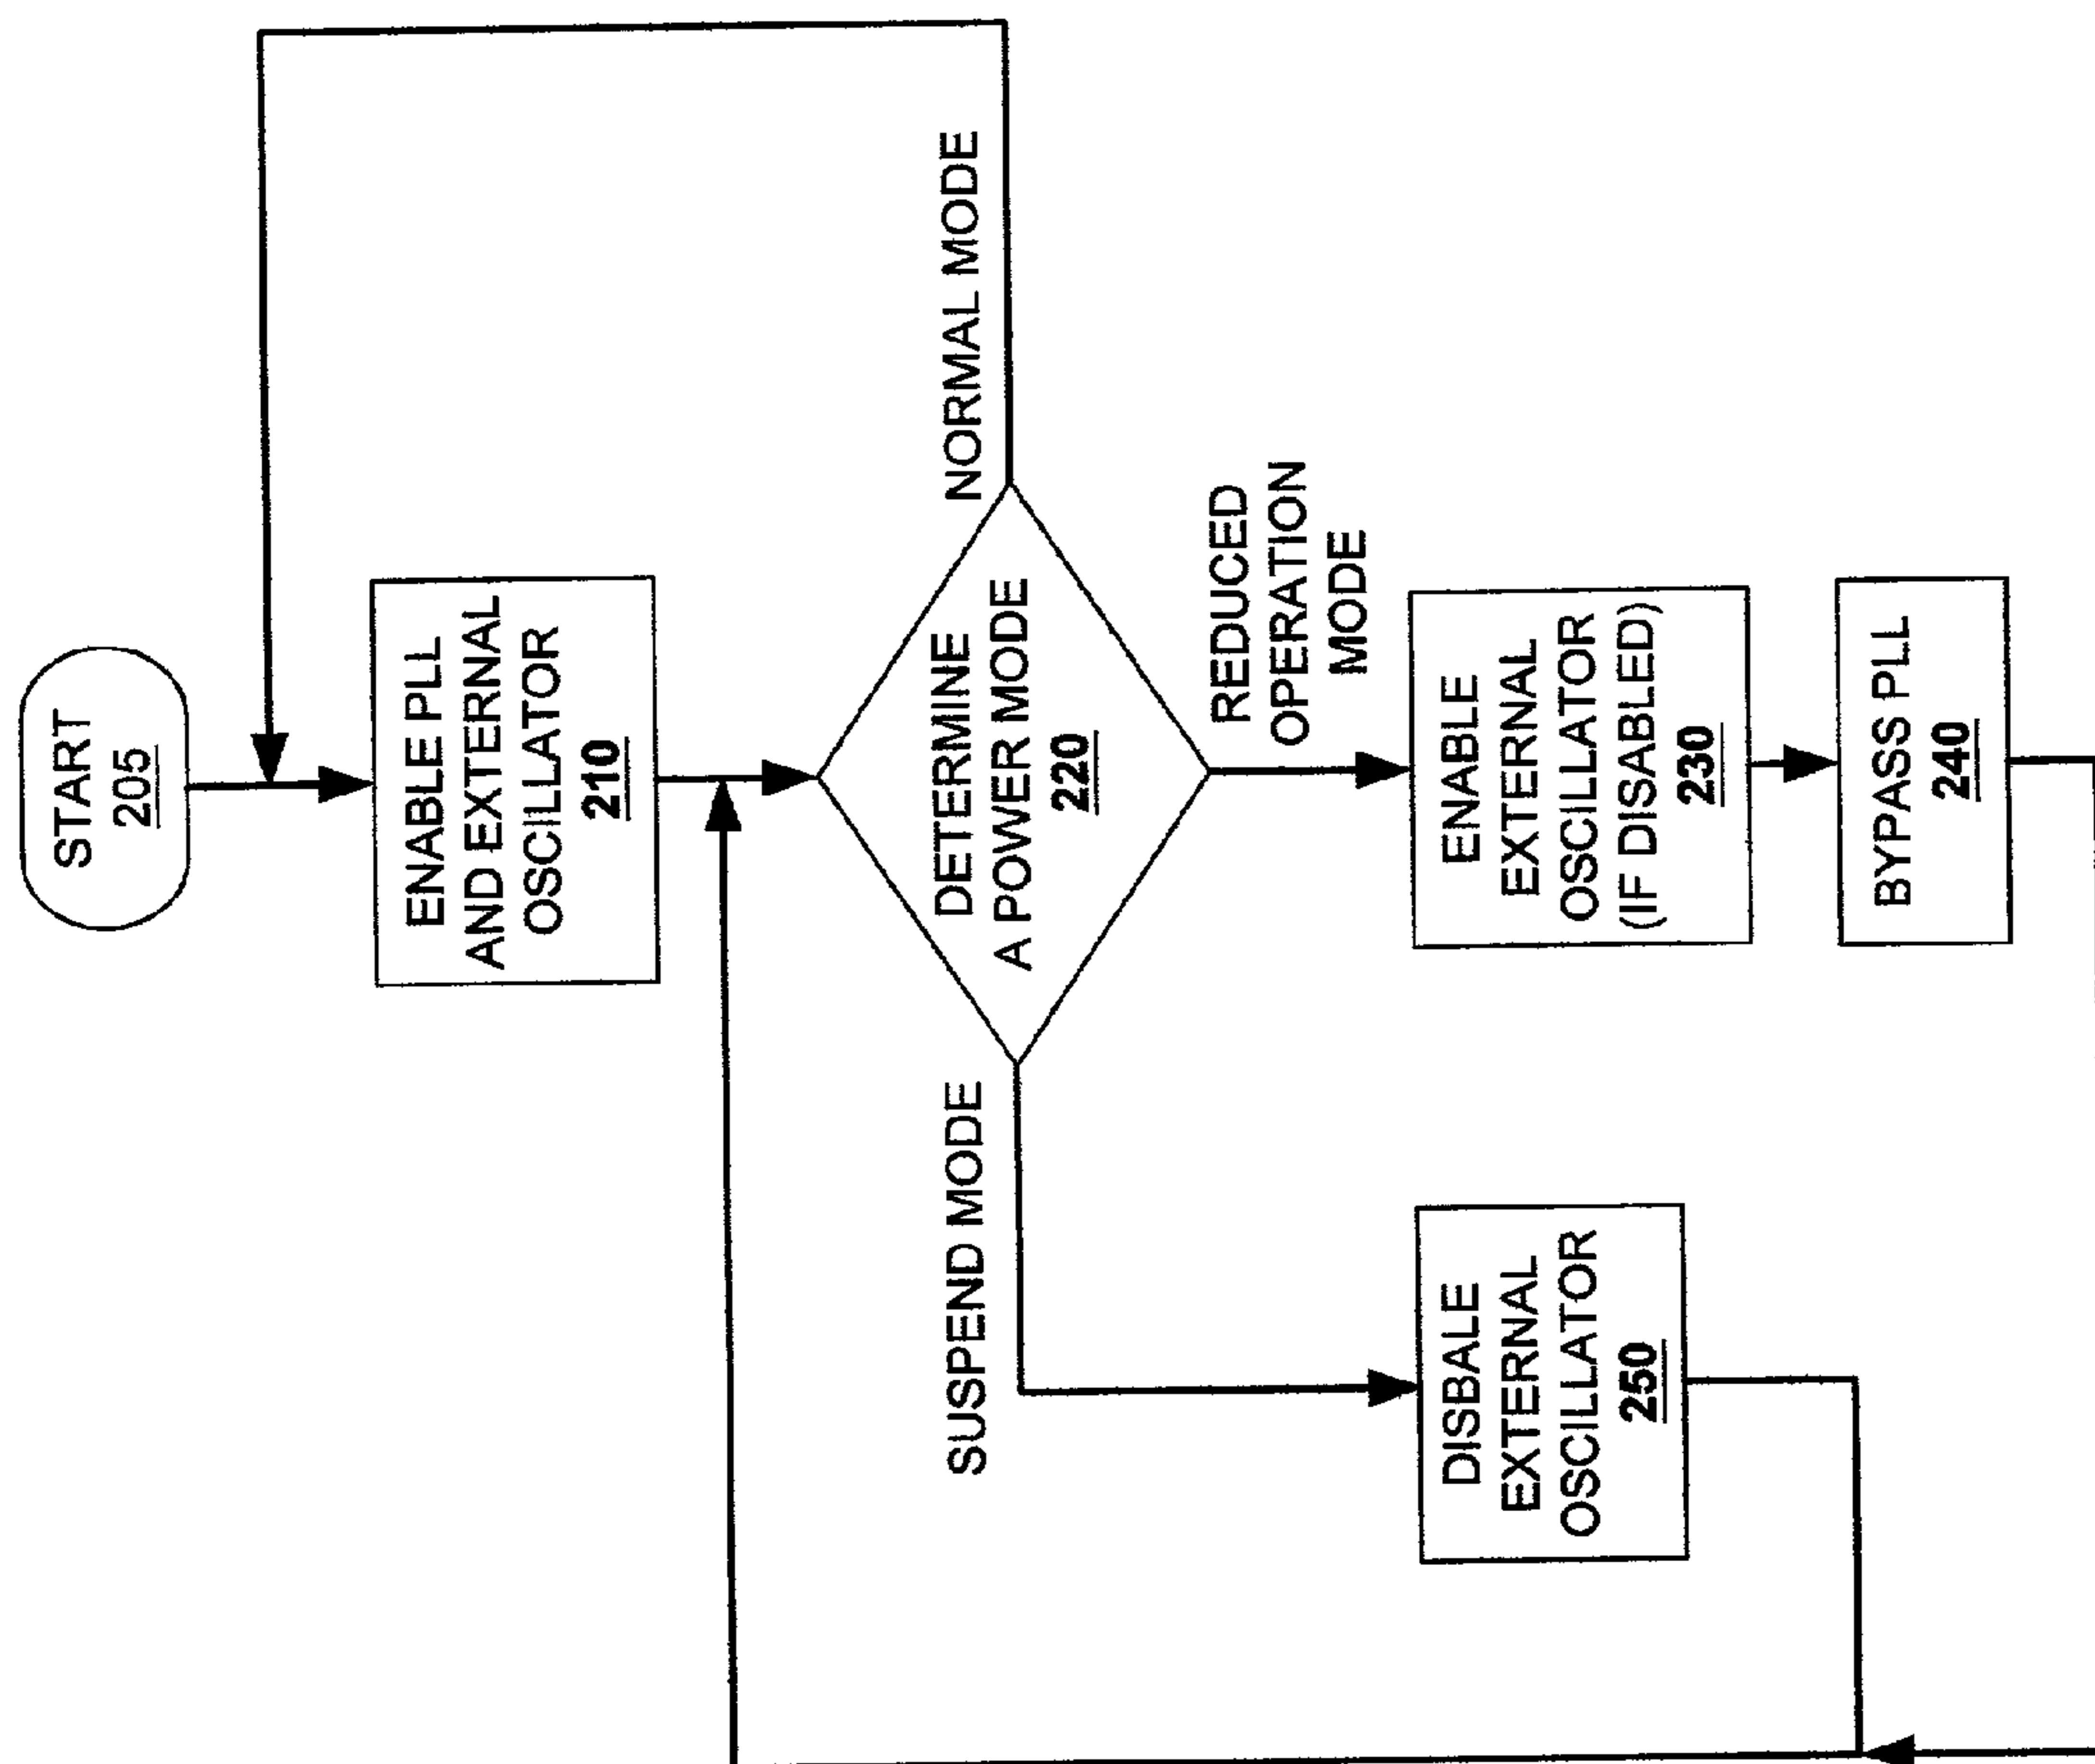 START
205
ENABLE PLL
AND EXTERNAL
OSCILLATOR
210
DETERMINE
A POWER MODE
220
NORMAL MODE
SUSPEND MODE
REDUCED
OPERATION
MODE
ENABLE
EXTERNAL
OSCILLATOR
(IF DISABLED)
230
BYPASS PLL
240
DISBALE
EXTERNAL
OSCILLATOR
250